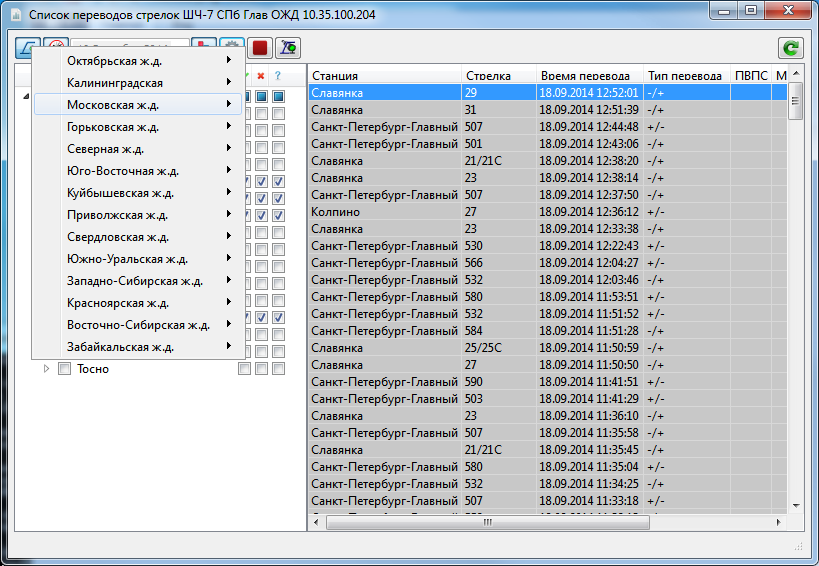 Список переводов стрелок ШЧ-7 СПб Глав ОЖД 10.35.100.204
Октябрьская ж.д.
Калининградская
Московская ж.д.
Горьковская ж.д.
Северная ж.д.
Юго-Восточная ж.д.
Куйбышевская ж.д.
Приволжская ж.д.
Свердловская ж.д.
Южно-Уральская ж.д.
Западно-Сибирская ж.д.
Красноярская ж.д.
Восточно-Сибирская ж.д.
Забайкальская ж.д.
Тосно
Станция Стрелка Время перевода Тип перевода ПВПС М
Славянка 29 18.09.2014 12:52:01 -/+
Славянка 31 18.09.2014 12:51:39 -/+
Санкт-Петербург-Главный 507 18.09.2014 12:44:48 +/-
Санкт-Петербург-Главный 501 18.09.2014 12:43:06 +/-
Славянка 21/21С 18.09.2014 12:38:20 -/+
Славянка 23 18.09.2014 12:38:14 -/+
Санкт-Петербург-Главный 507 18.09.2014 12:37:50 -/+
Колпино 27 18.09.2014 12:36:12 +/-
Славянка 23 18.09.2014 12:33:38 +/-
Санкт-Петербург-Главный 530 18.09.2014 12:22:43 +/-
Санкт-Петербург-Главный 566 18.09.2014 12:04:27 +/-
Санкт-Петербург-Главный 532 18.09.2014 12:03:46 -/+
Санкт-Петербург-Главный 580 18.09.2014 11:53:51 +/-
Санкт-Петербург-Главный 532 18.09.2014 11:51:52 +/-
Санкт-Петербург-Главный 584 18.09.2014 11:51:28 +/-
Славянка 25/25С 18.09.2014 11:50:59 -/+
Славянка 27 18.09.2014 11:50:50 -/+
Санкт-Петербург-Главный 590 18.09.2014 11:41:51 +/-
Санкт-Петербург-Главный 503 18.09.2014 11:41:29 +/-
Славянка 23 18.09.2014 11:36:10 -/+
Санкт-Петербург-Главный 507 18.09.2014 11:35:58 -/+
Славянка 21/21С 18.09.2014 11:35:45 -/+
Санкт-Петербург-Главный 580 18.09.2014 11:35:04 +/-
Санкт-Петербург-Главный 532 18.09.2014 11:34:25 +/-
Санкт-Петербург-Главный 507 18.09.2014 11:33:18 +/-